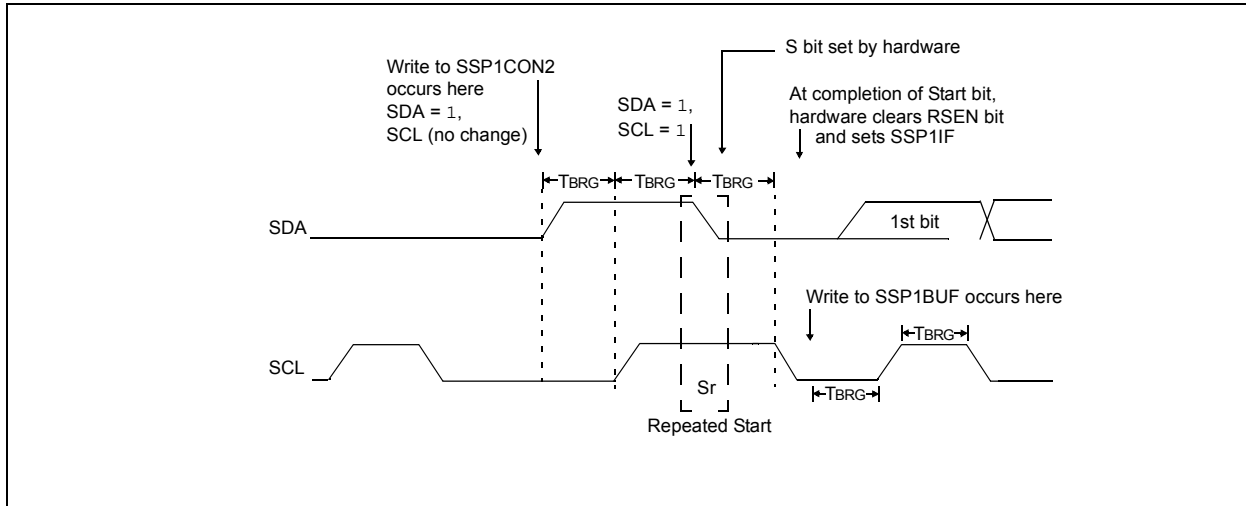 S bit set by hardware
Write to SSP1CON2
occurs here
SDA = 1,
SCL (no change)
SDA = 1,
SCL = 1
At completion of Start bit,
hardware clears RSEN bit
and sets SSP1IF
TBRG
TBRG
TBRG
SDA
1st bit
Write to SSP1BUF occurs here
TBRG
SCL
Sr
TBRG
Repeated Start